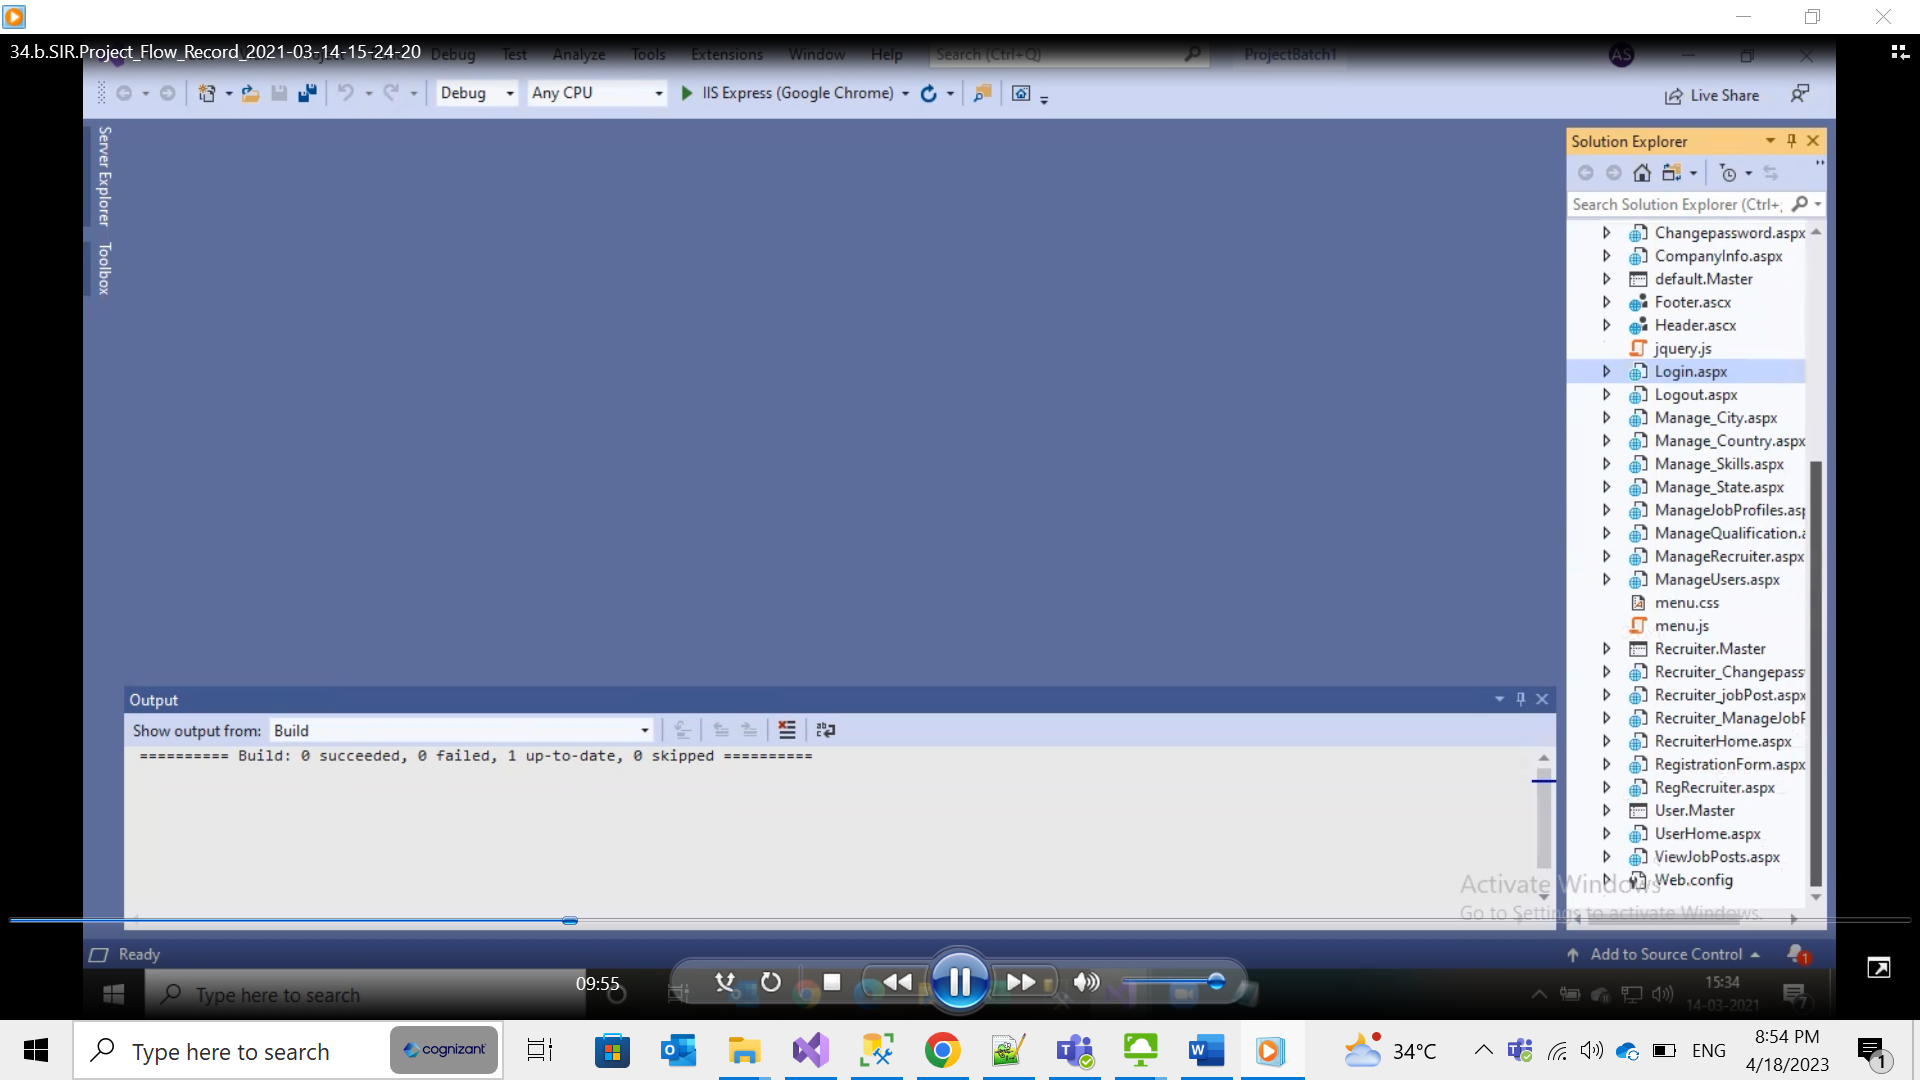 34.b.SIR.Project_Flow_Record_2021-03-14-15-24-20
Debug Test Analyze Tools Extensions Window Help Search (Ctrl+Q) ProjectBatch1 AS
Debug Any CPU IIS Express (Google Chrome) Live Share
Server Explorer
Toolbox
Solution Explorer
Search Solution Explorer (Ctrl+;
Changepassword.aspx
CompanyInfo.aspx
default.Master
Footer.ascx
Header.ascx
jquery.js
Login.aspx
Logout.aspx
Manage_City.aspx
Manage_Country.aspx
Manage_Skills.aspx
Manage_State.aspx
ManageJobProfiles.asp
ManageQualification.a
ManageRecruiter.aspx
ManageUsers.aspx
menu.css
menu.js
Recruiter.Master
Recruiter_Changepass
Recruiter_jobPost.aspx
Recruiter_ManageJobP
RecruiterHome.aspx
RegistrationForm.aspx
RegRecruiter.aspx
User.Master
UserHome.aspx
ViewJobPosts.aspx
Web.config
Output
Show output from: Build
========== Build: 0 succeeded, 0 failed, 1 up-to-date, 0 skipped ==========
Activate Windows
Go to Settings to activate Windows.
Ready
Add to Source Control
1
09:55
Type here to search
15:34
14-03-2021
7
Type here to search
cognizant
34°C
ENG
8:54 PM
4/18/2023
1